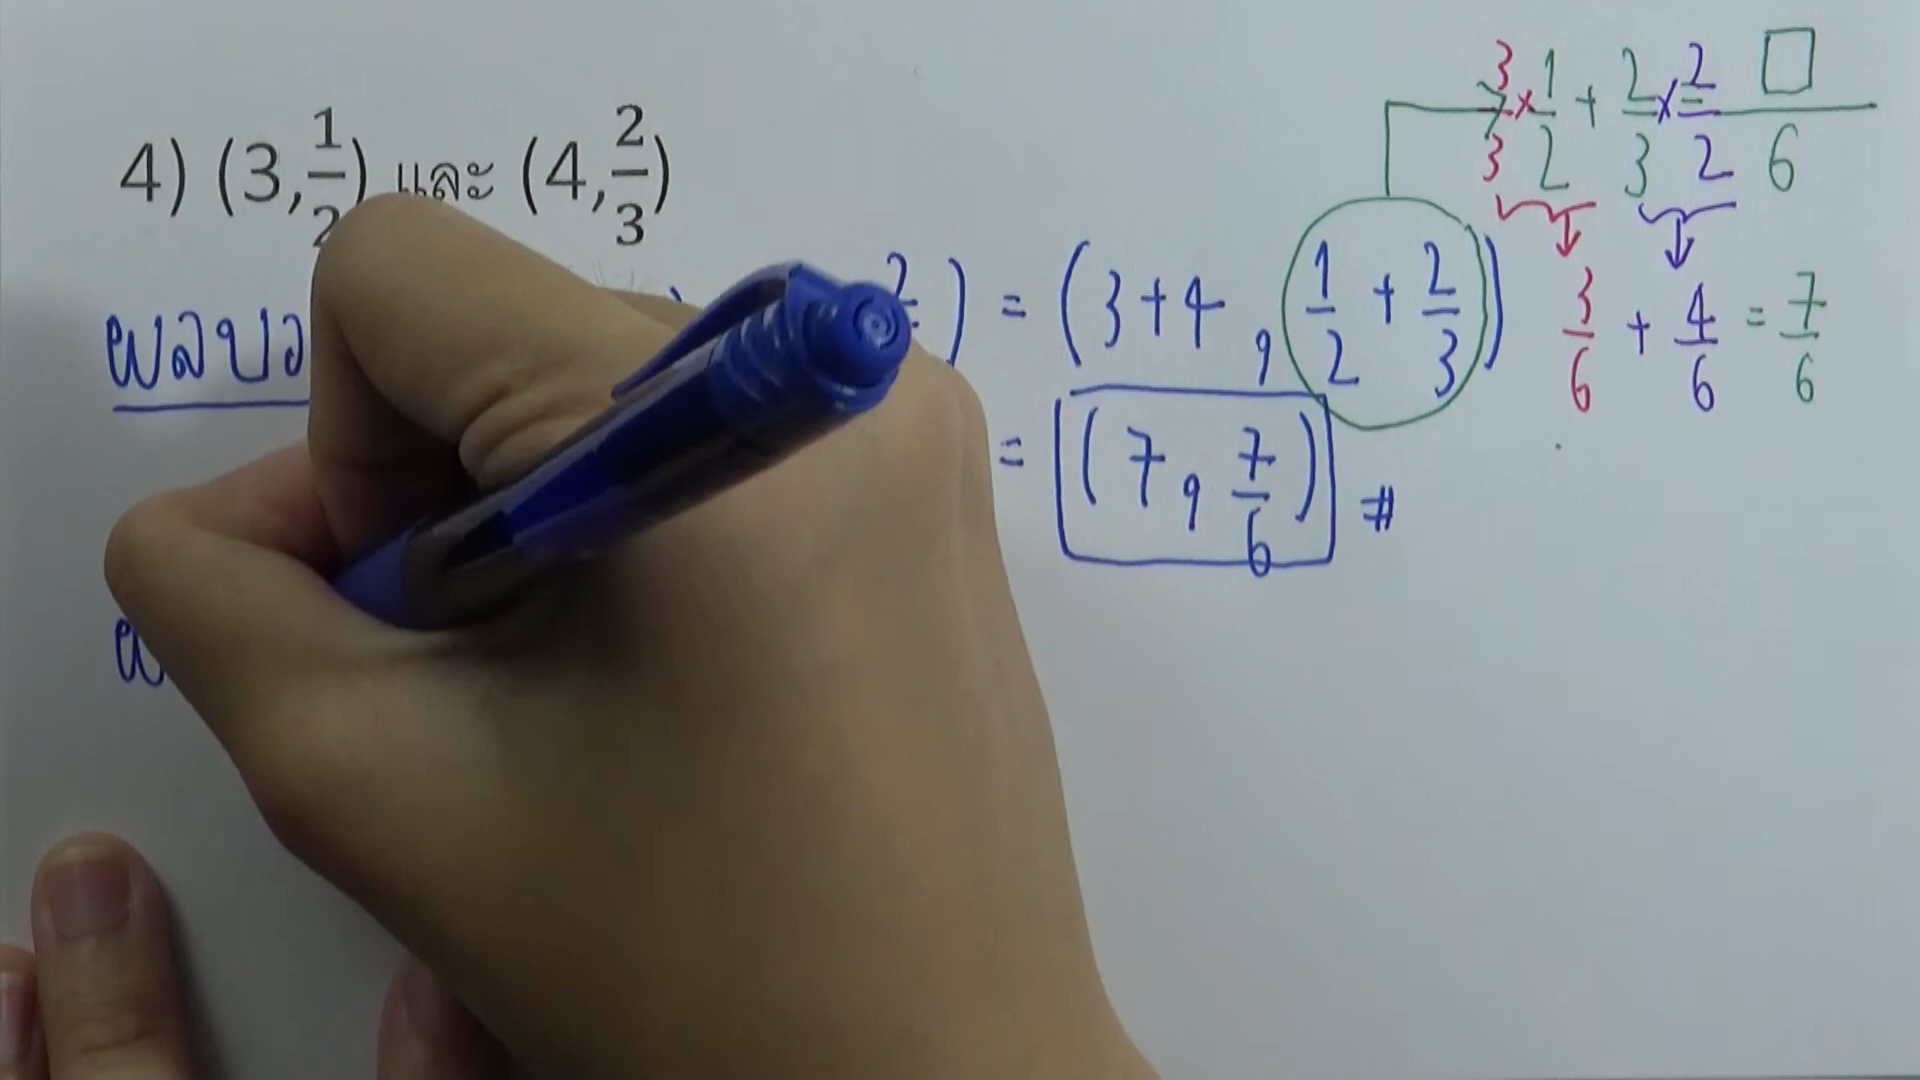 4) (3, 1/2) และ (4, 2/3)
3/3 × 1/2 + 2/3 × 2/2 = □/6
ผลบว ) = (3+4 , 1/2 + 2/3)
3/6 + 4/6 = 7/6
= (7 , 7/6) #
ผ